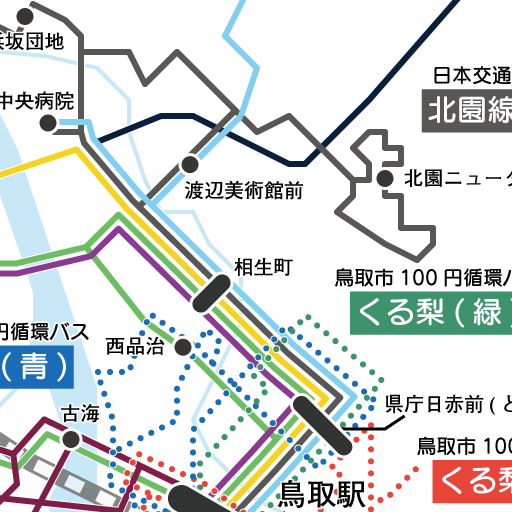 浜坂団地
中央病院
日本交通
北園線
渡辺美術館前
北園ニュータ
相生町
鳥取市 100 円循環バ
くる梨 ( 緑 )
円循環バス
( 青 )
西品治
古海
県庁日赤前 ( と
鳥取市 100
くる梨
鳥取駅